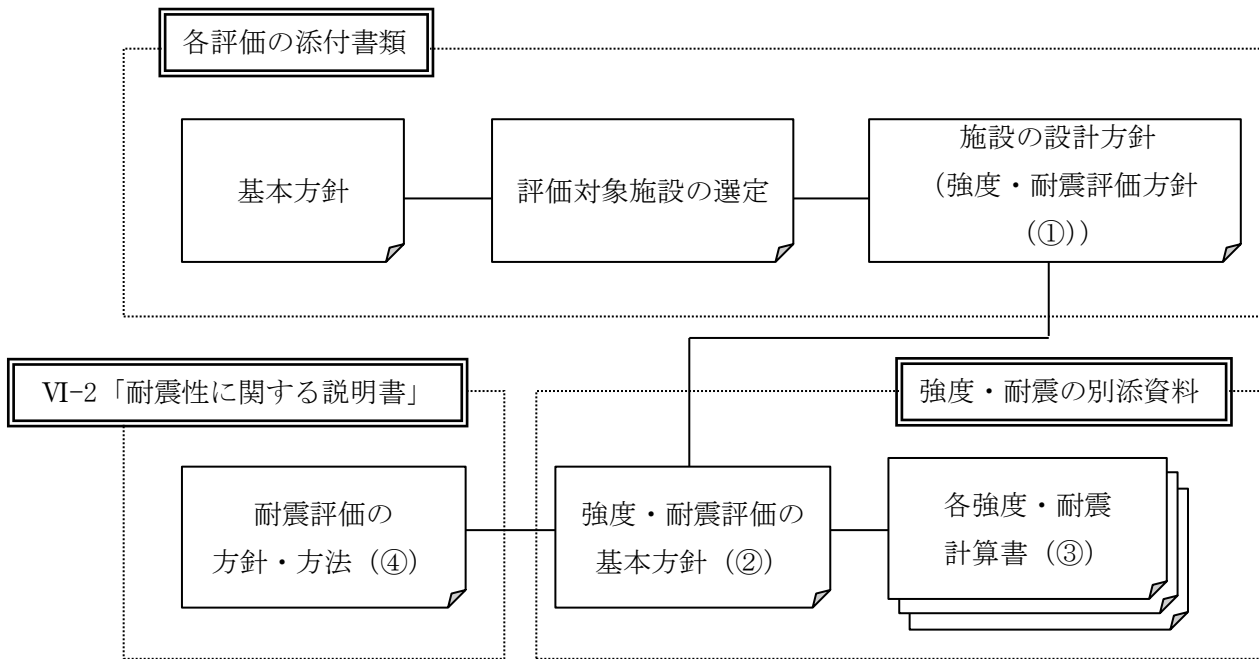 各評価の添付書類
基本方針
評価対象施設の選定
施設の設計方針
（強度・耐震評価方針
（①））
Ⅵ-2「耐震性に関する説明書」
強度・耐震の別添資料
耐震評価の
方針・方法（④）
強度・耐震評価の
基本方針（②）
各強度・耐震
計算書（③）